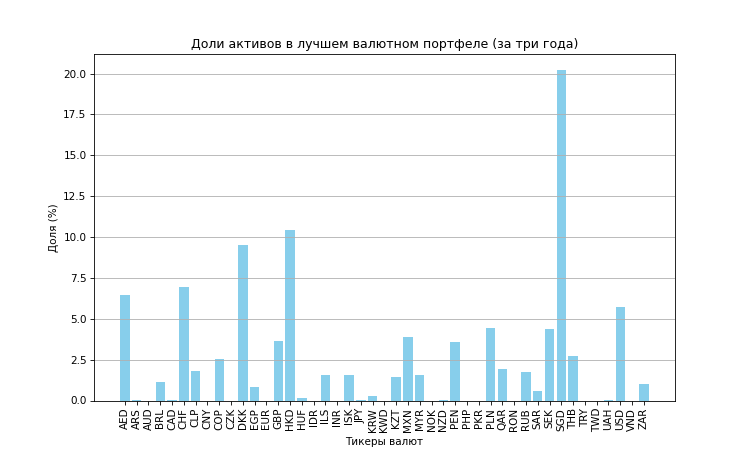 Доли активов в лучшем валютном портфеле (за три года)
Доля (%)
20.0
17.5
15.0
12.5
10.0
7.5
5.0
2.5
0.0
AED ARS AUD BRL CAD CHF CLP CNY COP CZK DKK EGP EUR GBP HKD HUF IDR ILS INR ISK JPY KRW KWD KZT MXN MYR NOK NZD PEN PHP PKR PLN QAR RON RUB SAR SEK SGD THB TRY TWD UAH USD VND ZAR
Тикеры валют